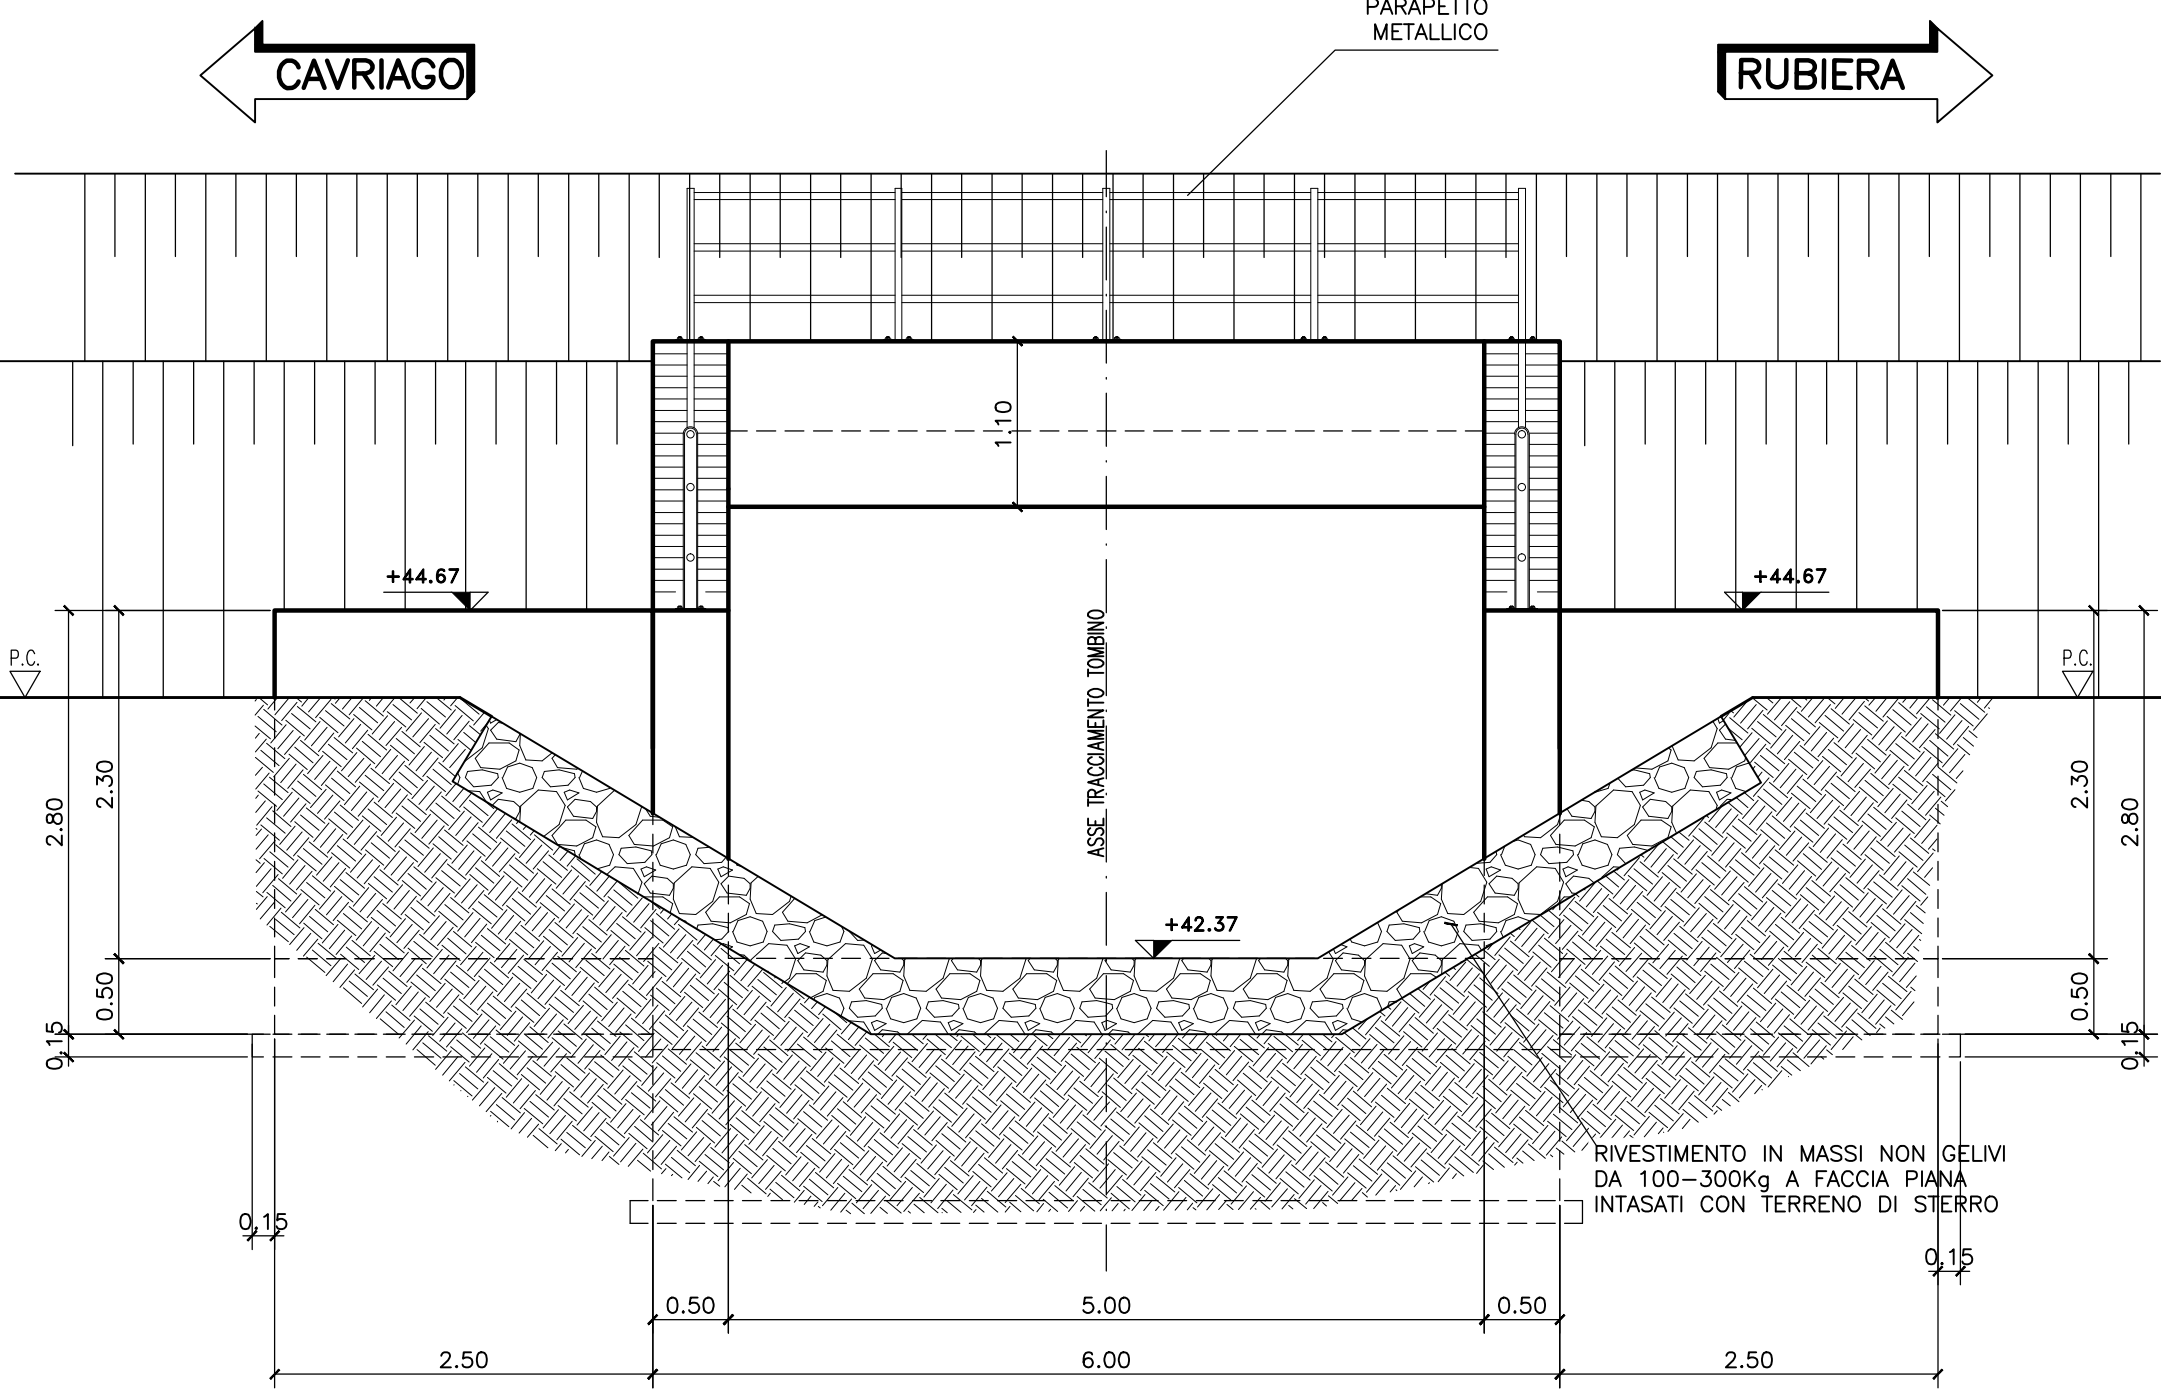 PARAPETTO
METALLICO
CAVRIAGO
RUBIERA
1.10
+44.67
+44.67
P.C.
P.C.
ASSE TRACCIAMENTO TOMBINO
2.80
2.30
2.30
2.80
+42.37
0.50
0.15
0.50
0.15
RIVESTIMENTO IN MASSI NON GELIVI
DA 100-300Kg A FACCIA PIANA
INTASATI CON TERRENO DI STERRO
0.15
0.15
0.50
5.00
0.50
2.50
6.00
2.50